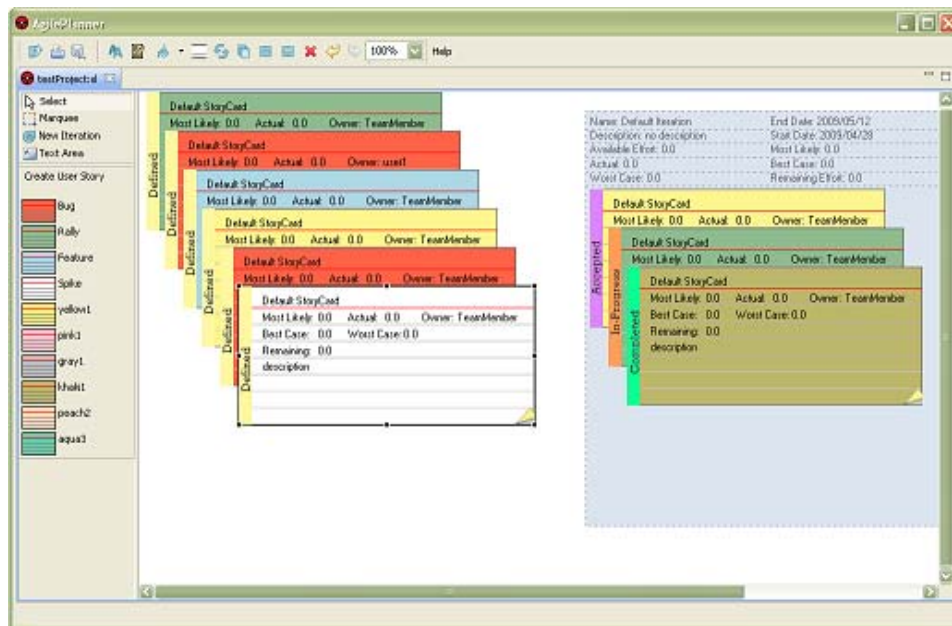 AgilePlanner
100% Help
testProject.al
Select
Marquee
New Iteration
Text Area
Create User Story
Bug
Rally
Feature
Spike
yellow1
pink1
gray1
khaki1
peach2
aqua3
Default StoryCard
Most Likely: 0.0 Actual: 0.0 Owner: TeamMember
Defined
Default StoryCard
Most Likely: 0.0 Actual: 0.0 Owner: user1
Defined
Default StoryCard
Most Likely: 0.0 Actual: 0.0 Owner: TeamMember
Defined
Default StoryCard
Most Likely: 0.0 Actual: 0.0 Owner: TeamMember
Defined
Default StoryCard
Most Likely: 0.0 Actual: 0.0 Owner: TeamMember
Defined
Default StoryCard
Most Likely: 0.0 Actual: 0.0 Owner: TeamMember
Best Case: 0.0 Worst Case: 0.0
Remaining: 0.0
description
Defined
Name: Default Iteration End Date: 2009/05/12
Description: no description Start Date: 2009/04/28
Available Effort: 0.0 Most Likely: 0.0
Actual: 0.0 Best Case: 0.0
Worst Case: 0.0 Remaining Effort: 0.0
Default StoryCard
Most Likely: 0.0 Actual: 0.0 Owner: TeamMember
Accepted
Default StoryCard
Most Likely: 0.0 Actual: 0.0 Owner: TeamMember
In-Progress
Default StoryCard
Most Likely: 0.0 Actual: 0.0 Owner: TeamMember
Best Case: 0.0 Worst Case: 0.0
Remaining: 0.0
description
Completed